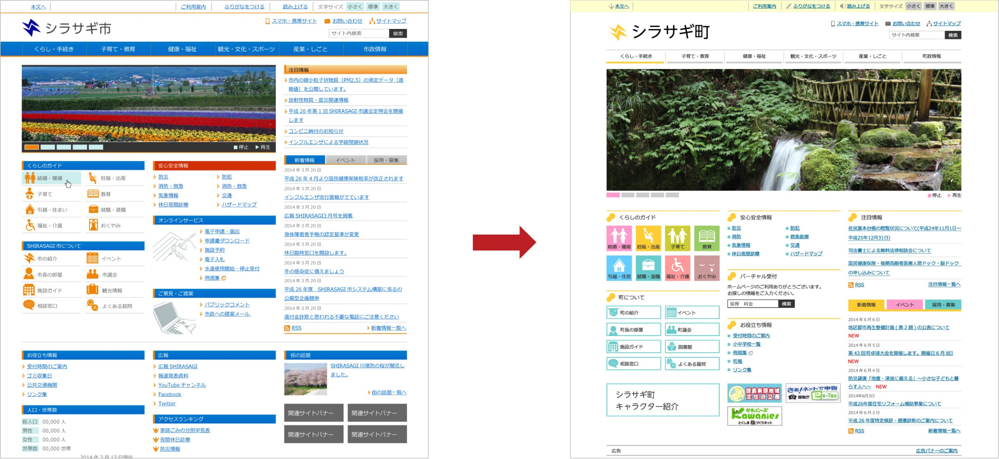 本文へ
ご利用案内
ふりがなをつける
読み上げる
文字サイズ 小さく 標準 大きく
シラサギ市
スマホ・携帯サイト
お問い合わせ
サイトマップ
サイト内検索
検索
くらし・手続き
子育て・教育
健康・福祉
観光・文化・スポーツ
産業・しごと
市政情報
停止
再生
くらしのガイド
結婚・離婚
妊娠・出産
子育て
教育
引越・住まい
就職・退職
福祉・介護
おくやみ
SHIRASAGI 市について
市の紹介
イベント
市長の部屋
市議会
施設ガイド
観光情報
相談窓口
よくある質問
安心安全情報
防災
防犯
消防・救急
消防・救急
気象情報
交通
休日夜間診療
ハザードマップ
オンラインサービス
電子申請・届出
申請書ダウンロード
施設予約
電子入札
水道使用開始・停止受付
例規集
ご意見・ご提案
パブリックコメント
市政への提案メール
注目情報
市内の微小粒子状物質（PM2.5）の測定データ（速
報値）を公開しています。
放射性物質・震災関連情報
平成 26 年第 1 回 SHIRASAGI 市議会定例会を開催
します
コンビニ納付のお知らせ
インフルエンザによる学級閉鎖状況
新着情報
イベント
採用・募集
2014 年 3 月 20 日
平成 26 年 4 月より国民健康保険税率が改正されます
2014 年 3 月 20 日
インフルエンザ流行警報がでています
2014 年 3 月 20 日
広報 SHIRASAGI3 月号を掲載
2014 年 3 月 20 日
身体障害者手帳の認定基準が変更
2014 年 3 月 20 日
休日臨時窓口を開設します。
2014 年 3 月 20 日
冬の感染症に備えましょう
2014 年 3 月 20 日
平成 26 年度　SHIRASAGI 市システム構築に係るの
公募型企画競争
2014 年 3 月 20 日
還付金詐欺と思われる不審な電話にご注意ください
RSS
新着情報一覧へ
お役立ち情報
受付時間のご案内
ゴミ収集日
公共交通機関
リンク集
人口・世帯数
総人口 00,000 人
男性 00,000 人
女性 00,000 人
世帯数 00,000 世帯
2014 年 2 月 13 日現在
広報
広報 SHIRASAGI
報道発表資料
YouTube チャンネル
Facebook
Twitter
アクセスランキング
家庭ごみの分別早見表
夜間休日診療
防災情報
街の話題
SHIRASAGI 川堤防の桜が開花し
ました。
街の話題一覧へ
関連サイトバナー
関連サイトバナー
関連サイトバナー
関連サイトバナー
本文へ
ご利用案内
ふりがなをつける
読み上げる
文字サイズ 小さく 標準 大きく
シラサギ町
スマホ・携帯サイト
お問い合わせ
サイトマップ
サイト内検索
検索
くらし・手続き
子育て・教育
健康・福祉
観光・文化・スポーツ
産業・しごと
町政情報
停止
再生
くらしのガイド
結婚・離婚
妊娠・出産
子育て
教育
引越・住居
就職・退職
福祉・介護
おくやみ
町について
町の紹介
イベント
町長の部屋
町議会
施設ガイド
図書館
相談窓口
よくある質問
シラサギ町
キャラクター紹介
安心安全情報
防災
防犯
消防
救急医療
気象情報
交通
休日夜間診療
ハザードマップ
バーチャル受付
ホームページのご利用ありがとうございます。
お探しの情報をご入力ください。
保育　料金
検索
お役立ち情報
受付時間のご案内
小中学校一覧
例規集
町報
リンク集
徳島東部地域
定住自立圏
さぁ!ネットで申告
国税庁 e-Tax
かわにーズ
Kawanies
とくしま旅づくりネット
注目情報
住民基本台帳の閲覧状況について(平成24年11月1日～
平成25年12月31日)
司法書士による無料法律相談会について
国民健康保険・後期高齢者医療人間ドック・脳ドック
の申し込みについて
RSS
注目情報一覧へ
新着情報
イベント
採用・募集
2014 年 6 月 6 日
地区都市再生整備計画 ( 第 2 期 ) の公表について
NEW
2014 年 6 月 5 日
第 43 回町卓球大会を開催します。開催日 6 月 8日
NEW
2014 年 6 月 4 日
防災講演「地震・津波に備える」～小さな子どもと暮
らす人へ～ NEW
2014年6月3日
平成26年度住宅リフォーム補助事業について
2014 年 6 月 2 日
平成 26 年度特定検診・健康診断のご案内について
RSS
新着情報一覧へ
広告
広告バナーのご案内